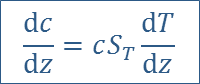 dc/dz = cS_T dT/dz